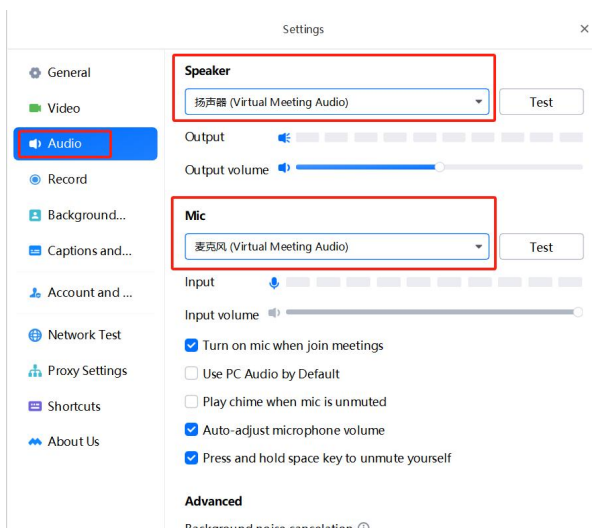 Settings
General
Video
Audio
Record
Background...
Captions and...
Account and ...
Network Test
Proxy Settings
Shortcuts
About Us
Speaker
扬声器 (Virtual Meeting Audio)
Test
Output
Output volume
Mic
麦克风 (Virtual Meeting Audio)
Test
Input
Input volume
Turn on mic when join meetings
Use PC Audio by Default
Play chime when mic is unmuted
Auto-adjust microphone volume
Press and hold space key to unmute yourself
Advanced
Background noise cancelation